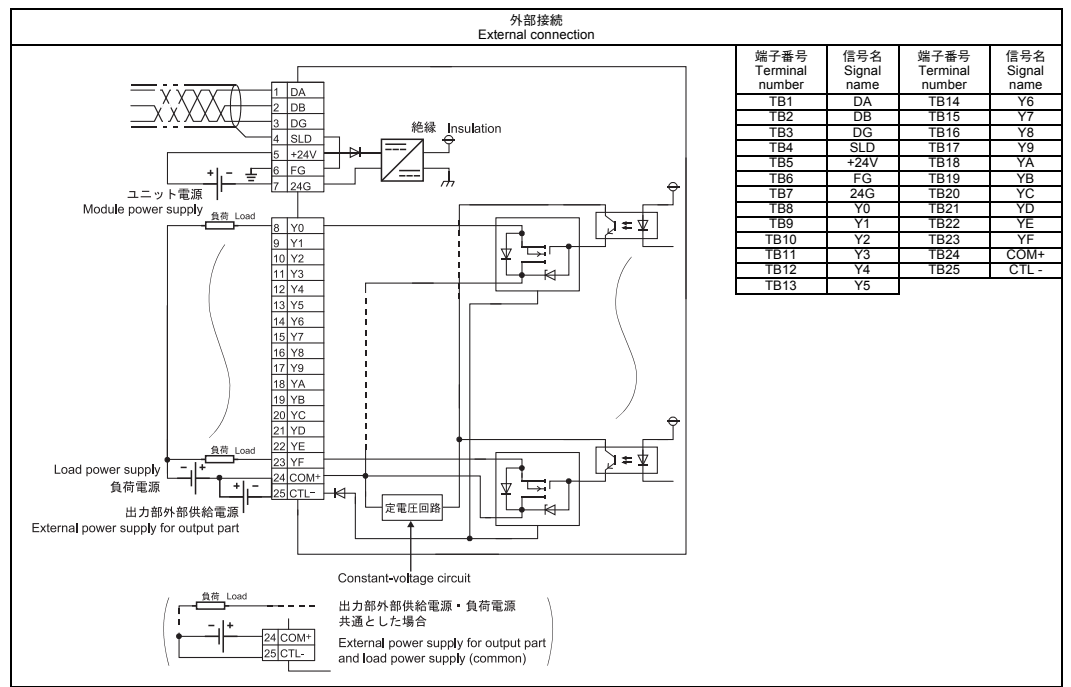 外部接続
External connection
1 DA
2 DB
3 DG
4 SLD
5 +24V
6 FG
7 24G
絶縁 Insulation
+ -
ユニット電源
Module power supply
負荷 Load
8 Y0
9 Y1
10 Y2
11 Y3
12 Y4
13 Y5
14 Y6
15 Y7
16 Y8
17 Y9
18 YA
19 YB
20 YC
21 YD
22 YE
23 YF
24 COM+
25 CTL-
負荷 Load
Load power supply
負荷電源
- +
+ -
出力部外部供給電源
External power supply for output part
定電圧回路
Constant-voltage circuit
負荷 Load
- +
24 COM+
25 CTL-
出力部外部供給電源・負荷電源
共通とした場合
External power supply for output part
and load power supply (common)
端子番号 信号名 端子番号 信号名
Terminal Signal Terminal Signal
number name number name
TB1 DA TB14 Y6
TB2 DB TB15 Y7
TB3 DG TB16 Y8
TB4 SLD TB17 Y9
TB5 +24V TB18 YA
TB6 FG TB19 YB
TB7 24G TB20 YC
TB8 Y0 TB21 YD
TB9 Y1 TB22 YE
TB10 Y2 TB23 YF
TB11 Y3 TB24 COM+
TB12 Y4 TB25 CTL -
TB13 Y5